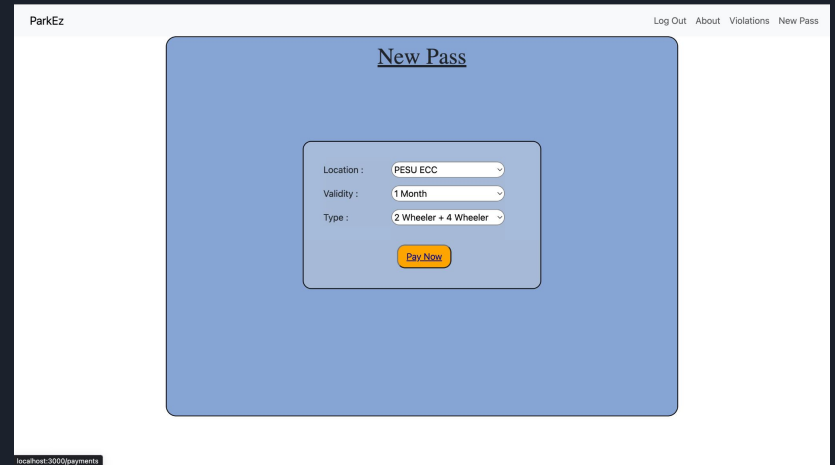 ParkEz Log Out About Violations New Pass
New Pass
Location : PESU ECC
Validity : 1 Month
Type : 2 Wheeler + 4 Wheeler
Pay Now
localhost:3000/payments